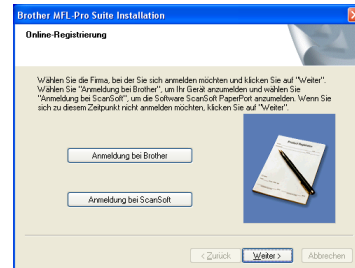 Brother MFL-Pro Suite Installation
Online-Registrierung
Wählen Sie die Firma, bei der Sie sich anmelden möchten und klicken Sie auf "Weiter".
Wählen Sie "Anmeldung bei Brother", um Ihr Gerät anzumelden und wählen Sie
"Anmeldung bei ScanSoft", um die Software ScanSoft PaperPort anzumelden. Wenn Sie
sich zu diesem Zeitpunkt nicht anmelden möchten, klicken Sie auf "Weiter".
Anmeldung bei Brother
Anmeldung bei ScanSoft
< Zurück
Weiter >
Abbrechen